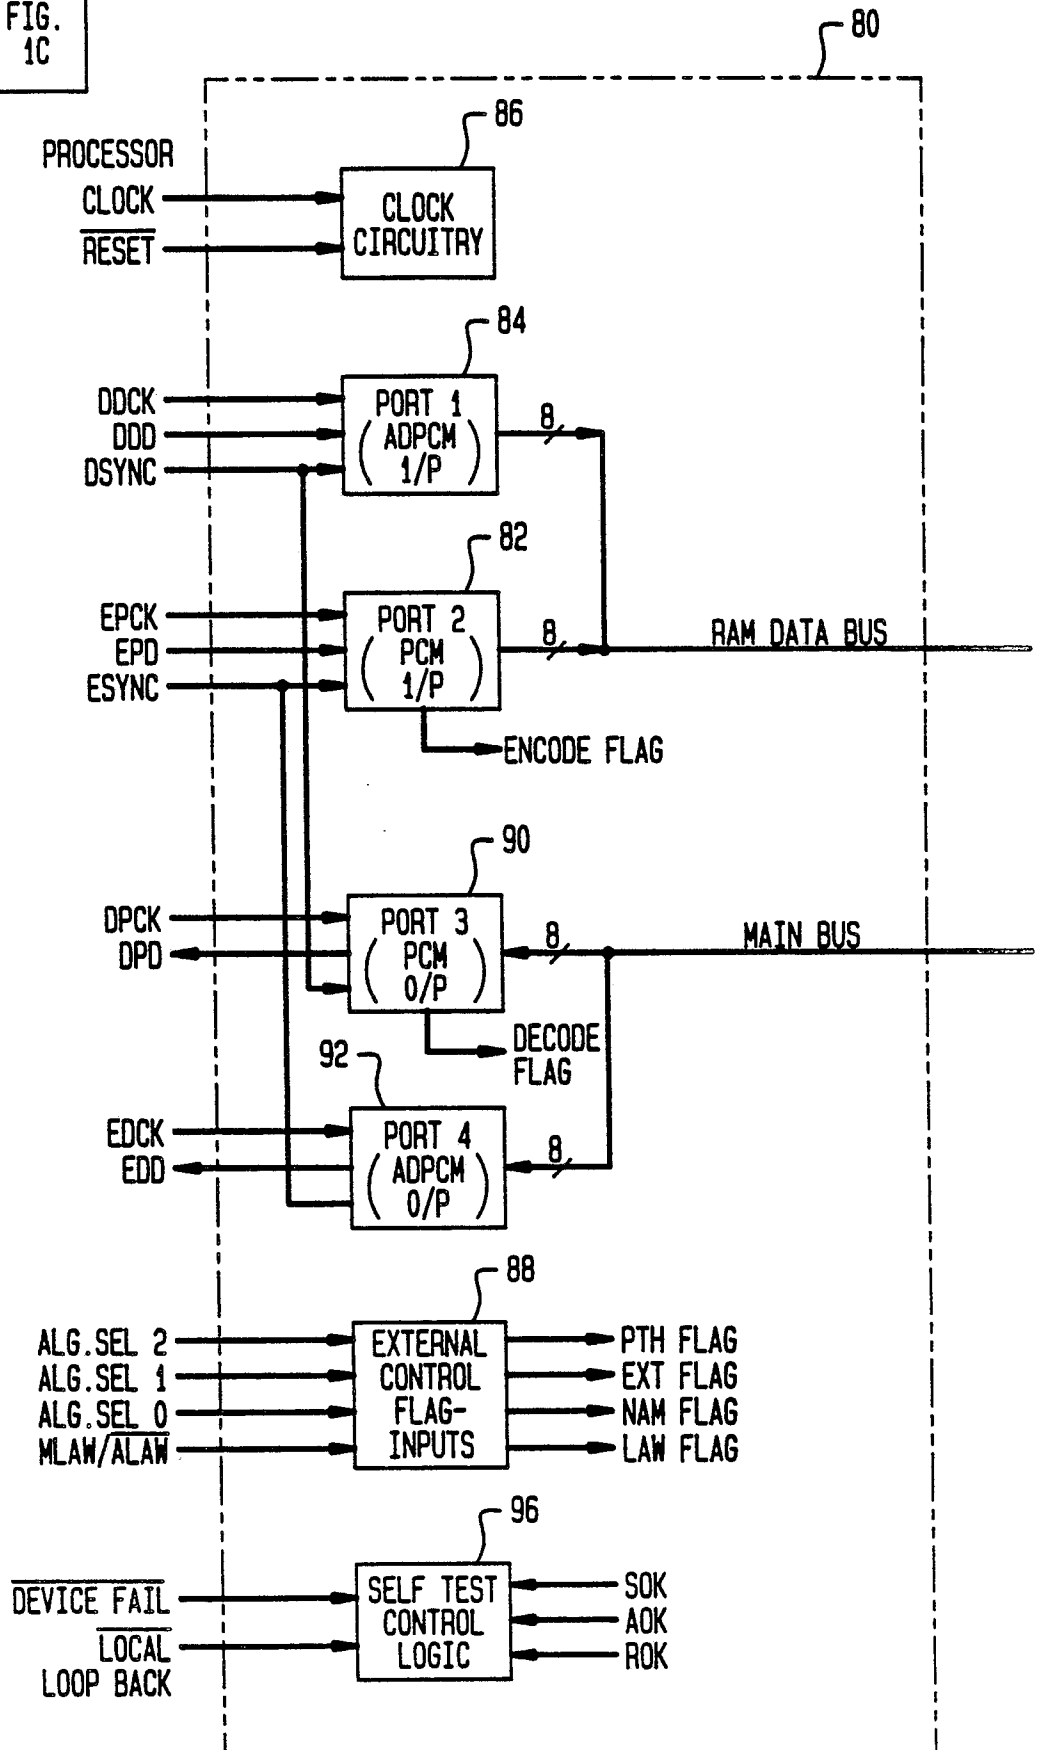 FIG.
1C
80
86
PROCESSOR
CLOCK
RESET
CLOCK
CIRCUITRY
84
DDCK
DDD
DSYNC
PORT 1
(ADPCM
1/P)
8
82
EPCK
EPD
ESYNC
PORT 2
(PCM
1/P)
8
RAM DATA BUS
ENCODE FLAG
90
DPCK
DPD
PORT 3
(PCM
O/P)
8
MAIN BUS
DECODE
FLAG
92
EDCK
EDD
PORT 4
(ADPCM
O/P)
8
88
ALG.SEL 2
ALG.SEL 1
ALG.SEL 0
MLAW/ALAW
EXTERNAL
CONTROL
FLAG-
INPUTS
PTH FLAG
EXT FLAG
NAM FLAG
LAW FLAG
96
DEVICE FAIL
LOCAL
LOOP BACK
SELF TEST
CONTROL
LOGIC
SOK
AOK
ROK